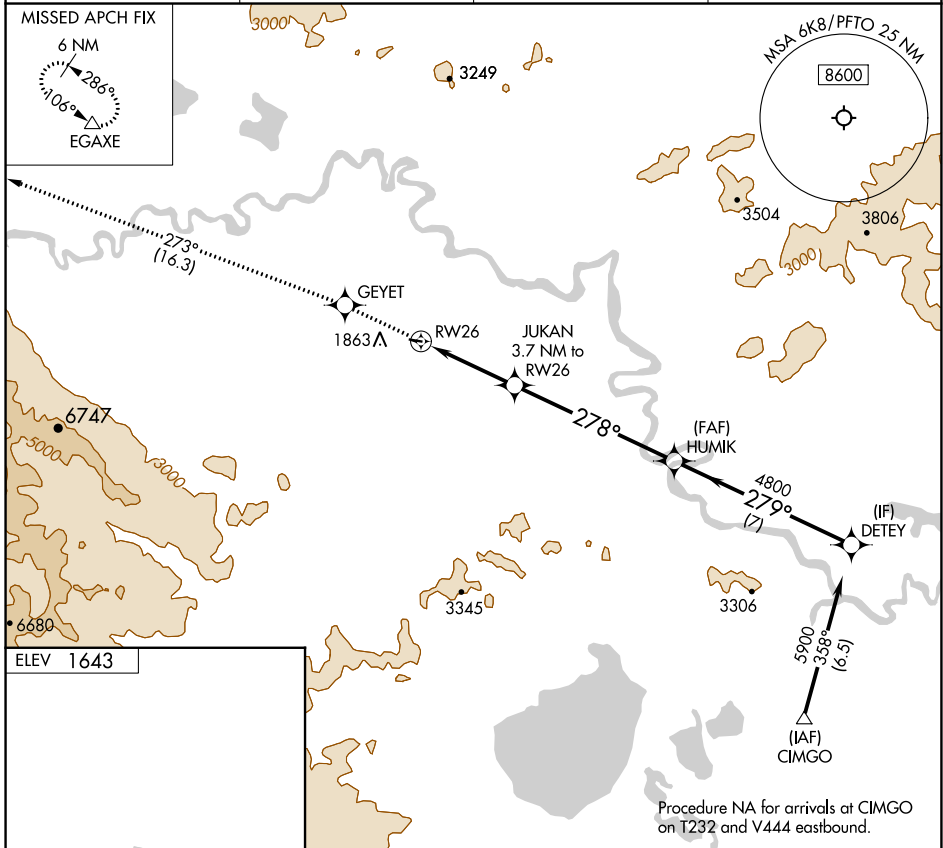 MISSED APCH FIX
6 NM
286°
106°
EGAXE
3000
3249
MSA 6K8/PFTO 25 NM
8600
3504
3806
3000
273°
(16.3)
GEYET
1863
RW26
JUKAN
3.7 NM to
RW26
278°
(FAF)
HUMIK
4800
279°
(7)
(IF)
DETEY
6747
5000
3000
6680
3345
3306
5900
358°
(6.5)
(IAF)
CIMGO
ELEV 1643
Procedure NA for arrivals at CIMGO
on T232 and V444 eastbound.